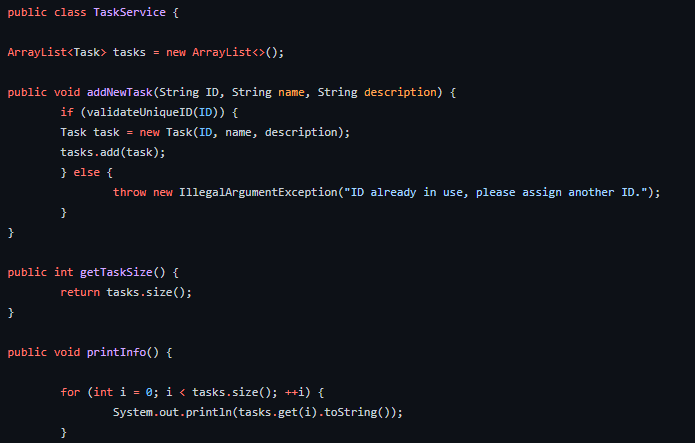 public class TaskService {
ArrayList<Task> tasks = new ArrayList<>();
public void addNewTask(String ID, String name, String description) {
if (validateUniqueID(ID)) {
Task task = new Task(ID, name, description);
tasks.add(task);
} else {
throw new IllegalArgumentException("ID already in use, please assign another ID.");
}
}
public int getTaskSize() {
return tasks.size();
}
public void printInfo() {
for (int i = 0; i < tasks.size(); ++i) {
System.out.println(tasks.get(i).toString());
}